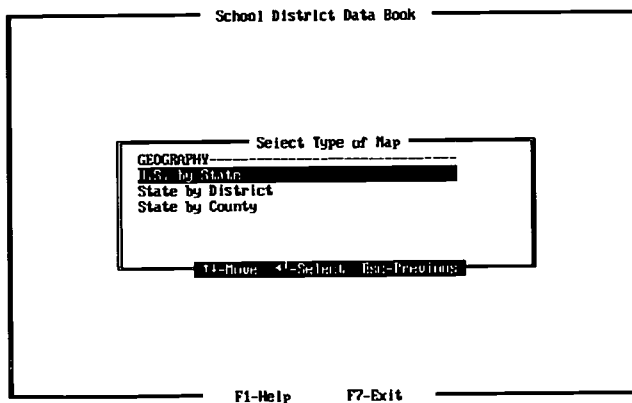 School District Data Book
Select Type of Map
GEOGRAPHY
U.S. by State
State by District
State by County
↑↓-Move ◄┘-Select Esc-Previous
F1-Help F7-Exit